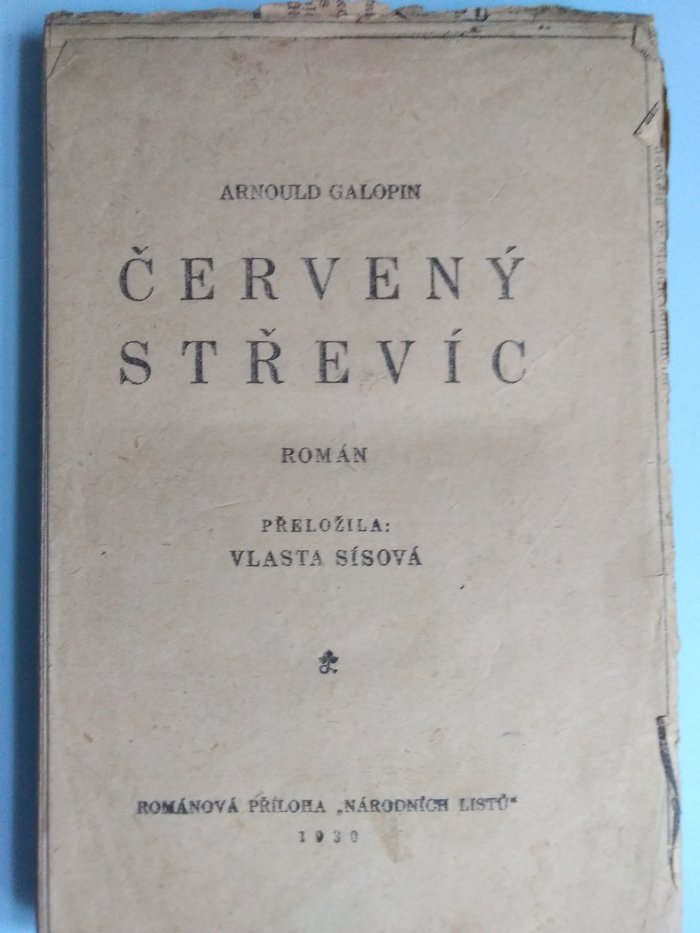 ARNOULD GALOPIN
ČERVENÝ
STŘEVÍC
ROMÁN
PŘELOŽILA:
VLASTA SÍSOVÁ
ROMÁNOVÁ PŘÍLOHA „NÁRODNÍCH LISTŮ“
1930